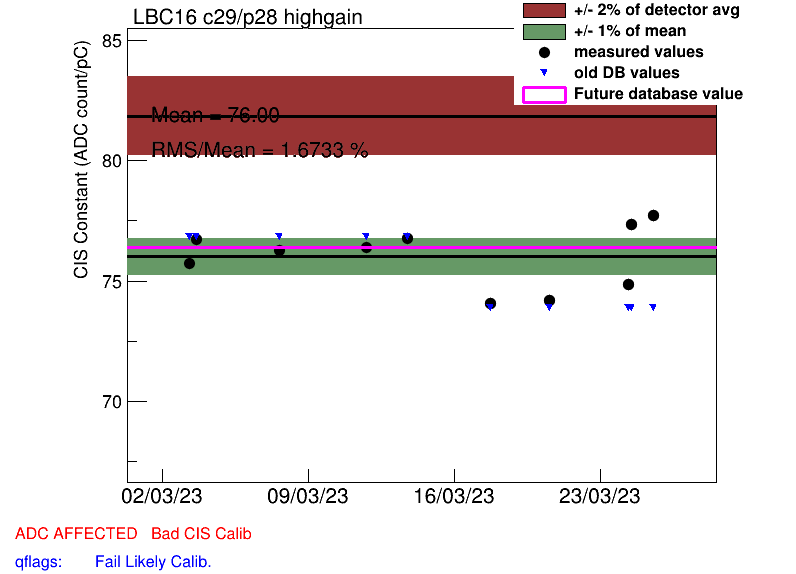 LBC16 c29/p28 highgain
+/- 2% of detector avg
+/- 1% of mean
measured values
old DB values
Future database value
CIS Constant (ADC count/pC)
85
80
75
70
Mean = 76.00
RMS/Mean = 1.6733 %
02/03/23 09/03/23 16/03/23 23/03/23
ADC AFFECTED Bad CIS Calib
qflags: Fail Likely Calib.